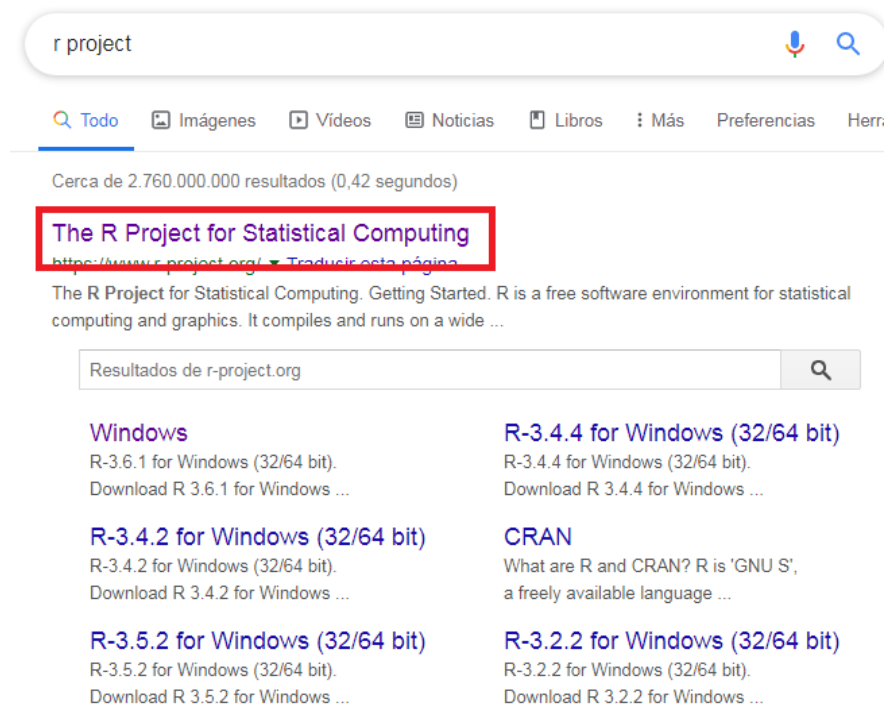 r project
Todo Imágenes Vídeos Noticias Libros Más Preferencias Herra
Cerca de 2.760.000.000 resultados (0,42 segundos)
The R Project for Statistical Computing
https://www.r-project.org/ Traducir esta página
The R Project for Statistical Computing. Getting Started. R is a free software environment for statistical
computing and graphics. It compiles and runs on a wide ...
Resultados de r-project.org
Windows
R-3.6.1 for Windows (32/64 bit).
Download R 3.6.1 for Windows ...
R-3.4.4 for Windows (32/64 bit)
R-3.4.4 for Windows (32/64 bit).
Download R 3.4.4 for Windows ...
R-3.4.2 for Windows (32/64 bit)
R-3.4.2 for Windows (32/64 bit).
Download R 3.4.2 for Windows ...
CRAN
What are R and CRAN? R is 'GNU S',
a freely available language ...
R-3.5.2 for Windows (32/64 bit)
R-3.5.2 for Windows (32/64 bit).
Download R 3.5.2 for Windows ...
R-3.2.2 for Windows (32/64 bit)
R-3.2.2 for Windows (32/64 bit).
Download R 3.2.2 for Windows ...